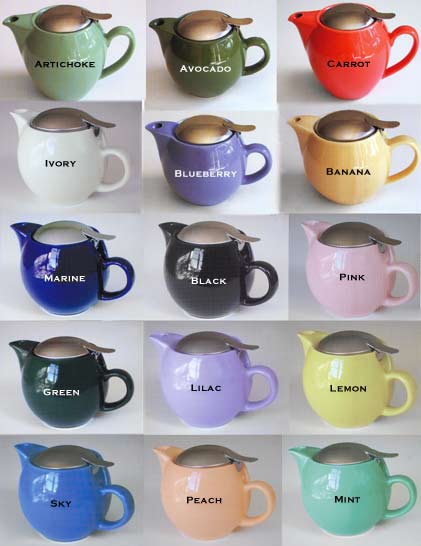 ARTICHOKE
AVOCADO
CARROT
IVORY
BLUEBERRY
BANANA
MARINE
BLACK
PINK
GREEN
LILAC
LEMON
SKY
PEACH
MINT